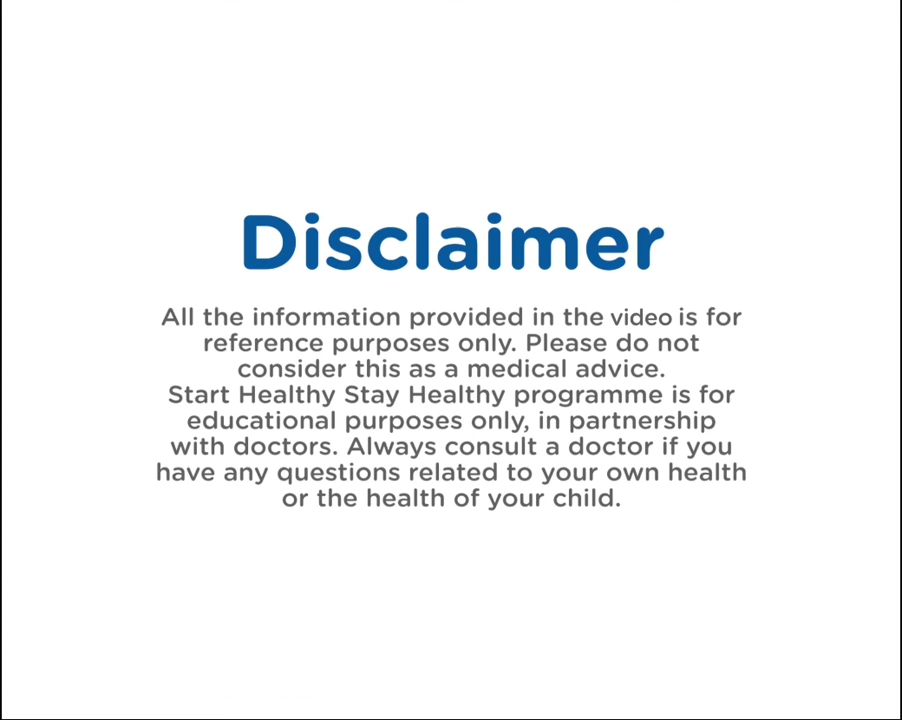 Disclaimer
All the information provided in the video is for
reference purposes only. Please do not
consider this as a medical advice.
Start Healthy Stay Healthy programme is for
educational purposes only, in partnership
with doctors. Always consult a doctor if you
have any questions related to your own health
or the health of your child.